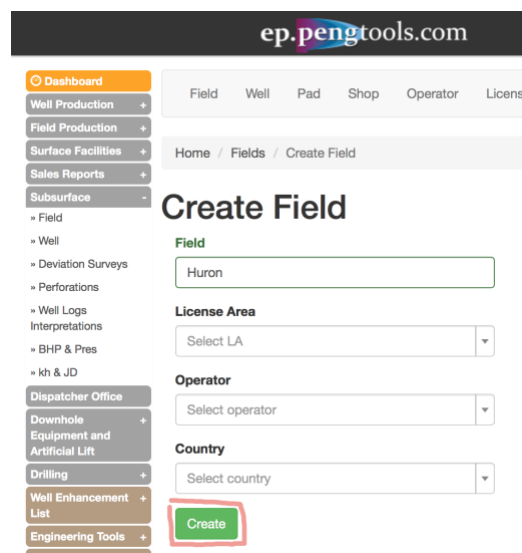 ep.pengtools.com
Dashboard
Well Production +
Field Production +
Surface Facilities +
Sales Reports +
Subsurface -
» Field
» Well
» Deviation Surveys
» Perforations
» Well Logs
Interpretations
» BHP & Pres
» kh & JD
Dispatcher Office
Downhole +
Equipment and
Artificial Lift
Drilling +
Well Enhancement +
List
Engineering Tools +
Field Well Pad Shop Operator Licens
Home / Fields / Create Field
Create Field
Field
Huron
License Area
Select LA
Operator
Select operator
Country
Select country
Create